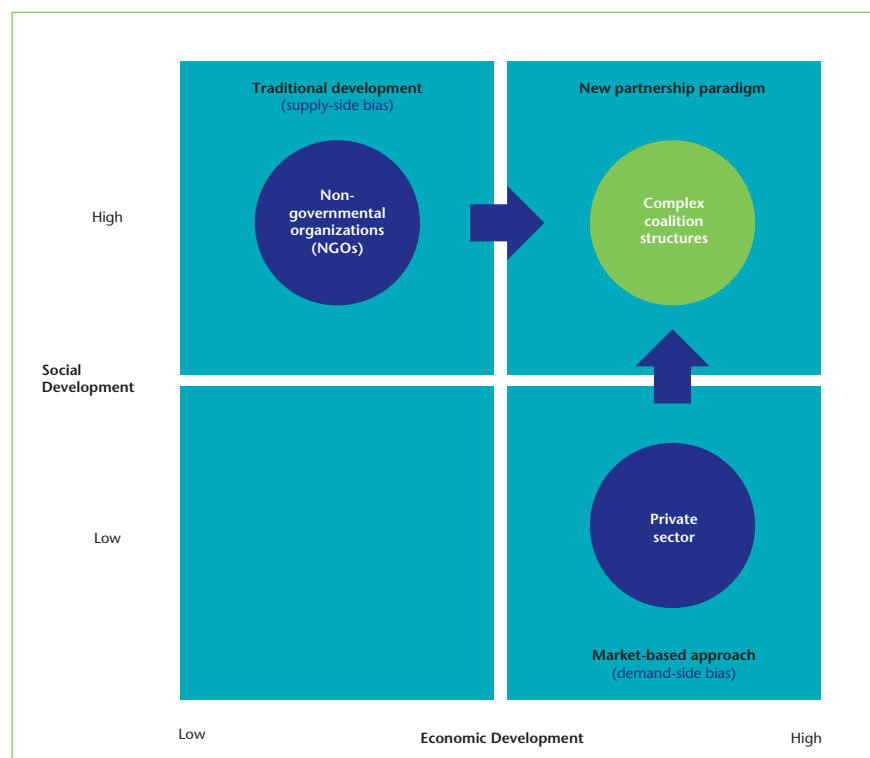 Traditional development
(supply-side bias)
New partnership paradigm
Non-
governmental
organizations
(NGOs)
Complex
coalition
structures
High
Social
Development
Low
Private
sector
Market-based approach
(demand-side bias)
Low
Economic Development
High